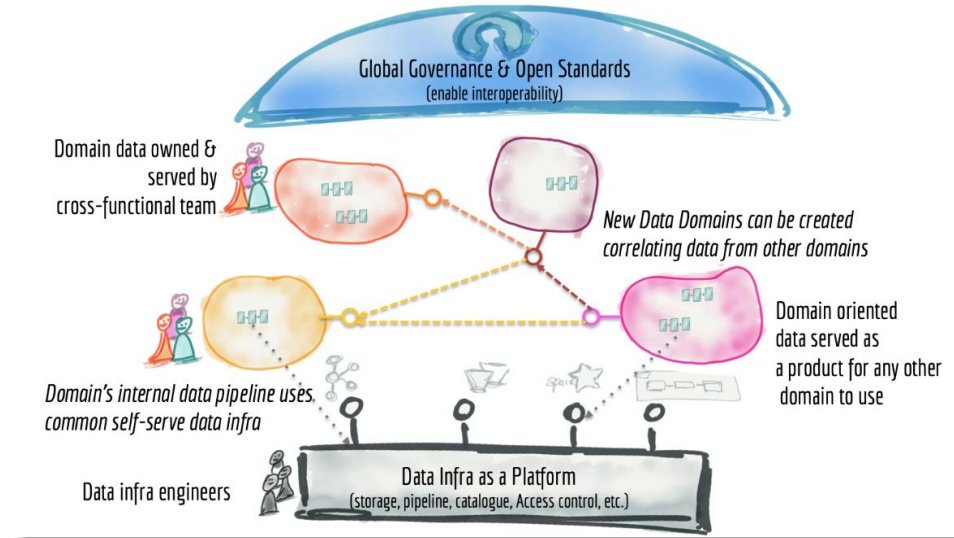 Global Governance & Open Standards
(enable interoperability)
Domain data owned &
served by
cross-functional team
New Data Domains can be created
correlating data from other domains
Domain oriented
data served as
a product for any other
domain to use
Domain's internal data pipeline uses
common self-serve data infra
Data infra engineers
Data Infra as a Platform
(storage, pipeline, catalogue, Access control, etc.)